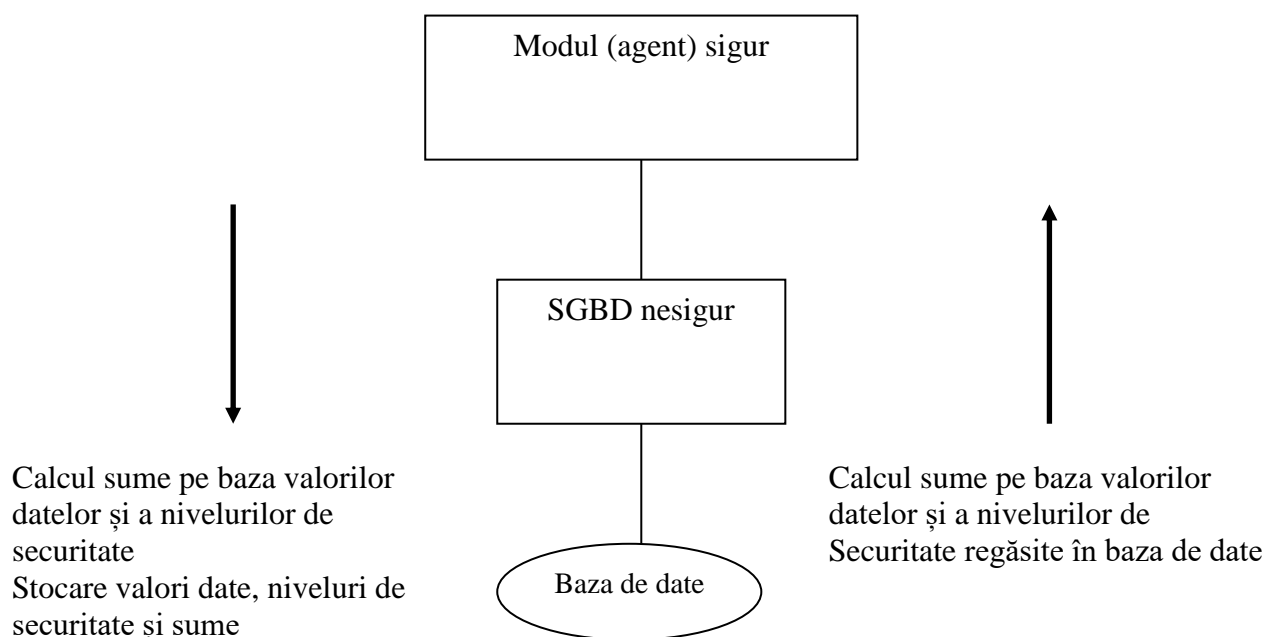 Modul (agent) sigur
SGBD nesigur
Calcul sume pe baza valorilor
datelor și a nivelurilor de
securitate
Stocare valori date, niveluri de
securitate și sume
Calcul sume pe baza valorilor
datelor și a nivelurilor de
Securitate regăsite în baza de date
Baza de date